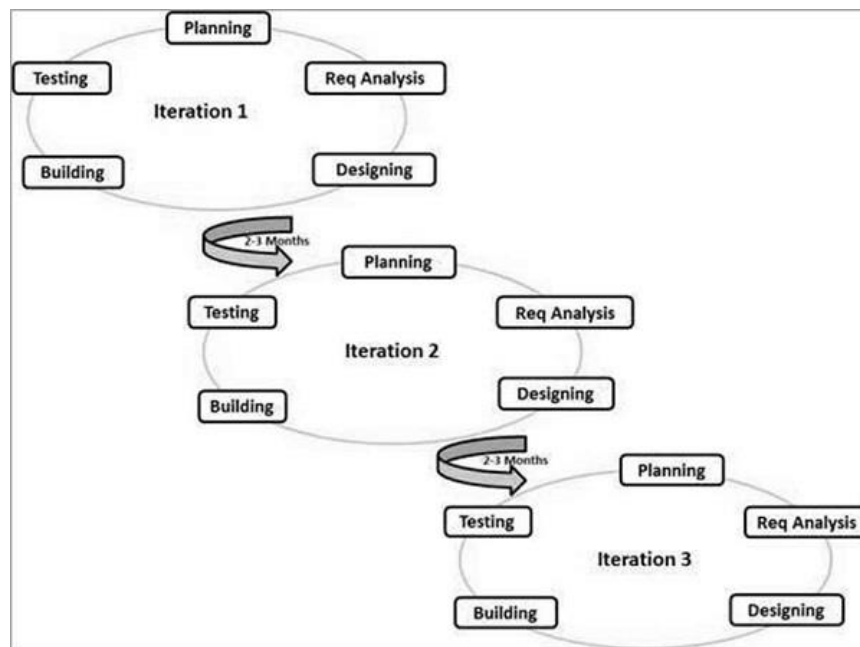 Planning
Testing
Req Analysis
Iteration 1
Building
Designing
2-3 Months
Planning
Testing
Req Analysis
Iteration 2
Building
Designing
2-3 Months
Planning
Testing
Req Analysis
Iteration 3
Building
Designing